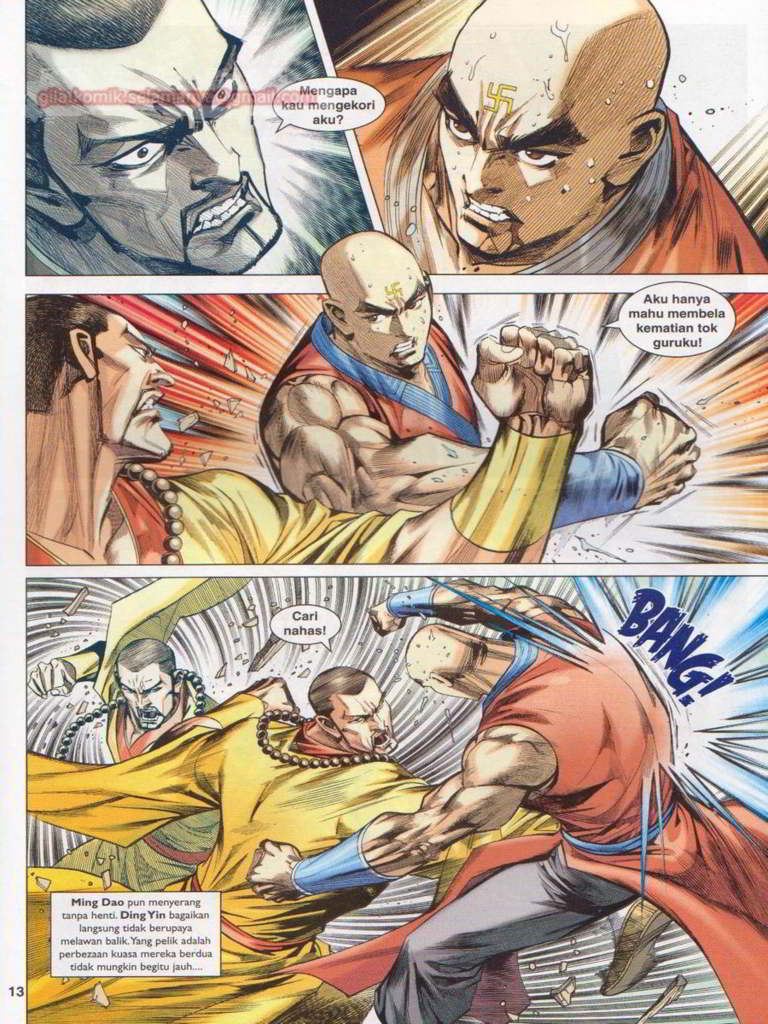 Mengapa
kau mengekori
aku?
Aku hanya
mahu membela
kematian tok
guruku!
Cari
nahas!
BANG!
Ming Dao pun menyerang
tanpa henti. Ding Yin bagaikan
langsung tidak berupaya
melawan balik. Yang pelik adalah
perbezaan kuasa mereka berdua
tidak mungkin begitu jauh....
13